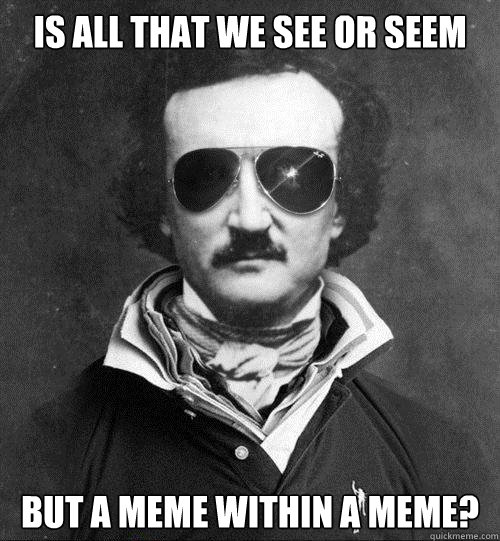 IS ALL THAT WE SEE OR SEEM
BUT A MEME WITHIN A MEME?
quickmeme.com